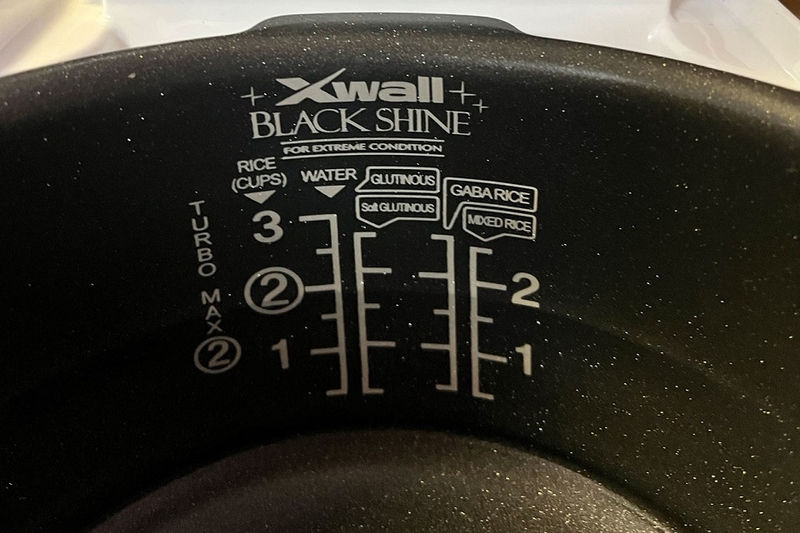 Xwall
BLACK SHINE
FOR EXTREME CONDITION
RICE
(CUPS)
WATER
GLUTINOUS
Soft GLUTINOUS
GABA RICE
MIXED RICE
TURBO MAX
2
3
2
1
2
1